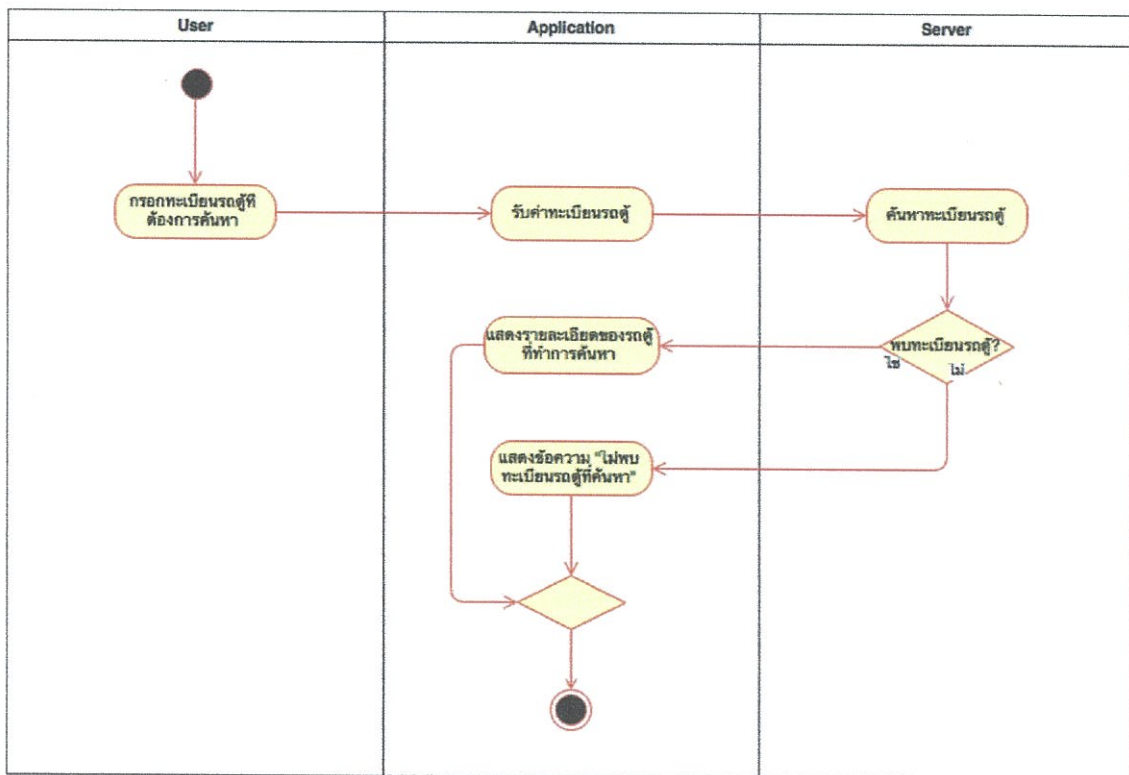 User
Application
Server
กรอกทะเบียนรถตู้ที่
ต้องการค้นหา
รับค่าทะเบียนรถตู้
ค้นหาทะเบียนรถตู้
แสดงรายละเอียดของรถตู้
ที่ทำการค้นหา
พบทะเบียนรถตู้?
ใช่
ไม่
แสดงข้อความ "ไม่พบ
ทะเบียนรถตู้ที่ค้นหา"